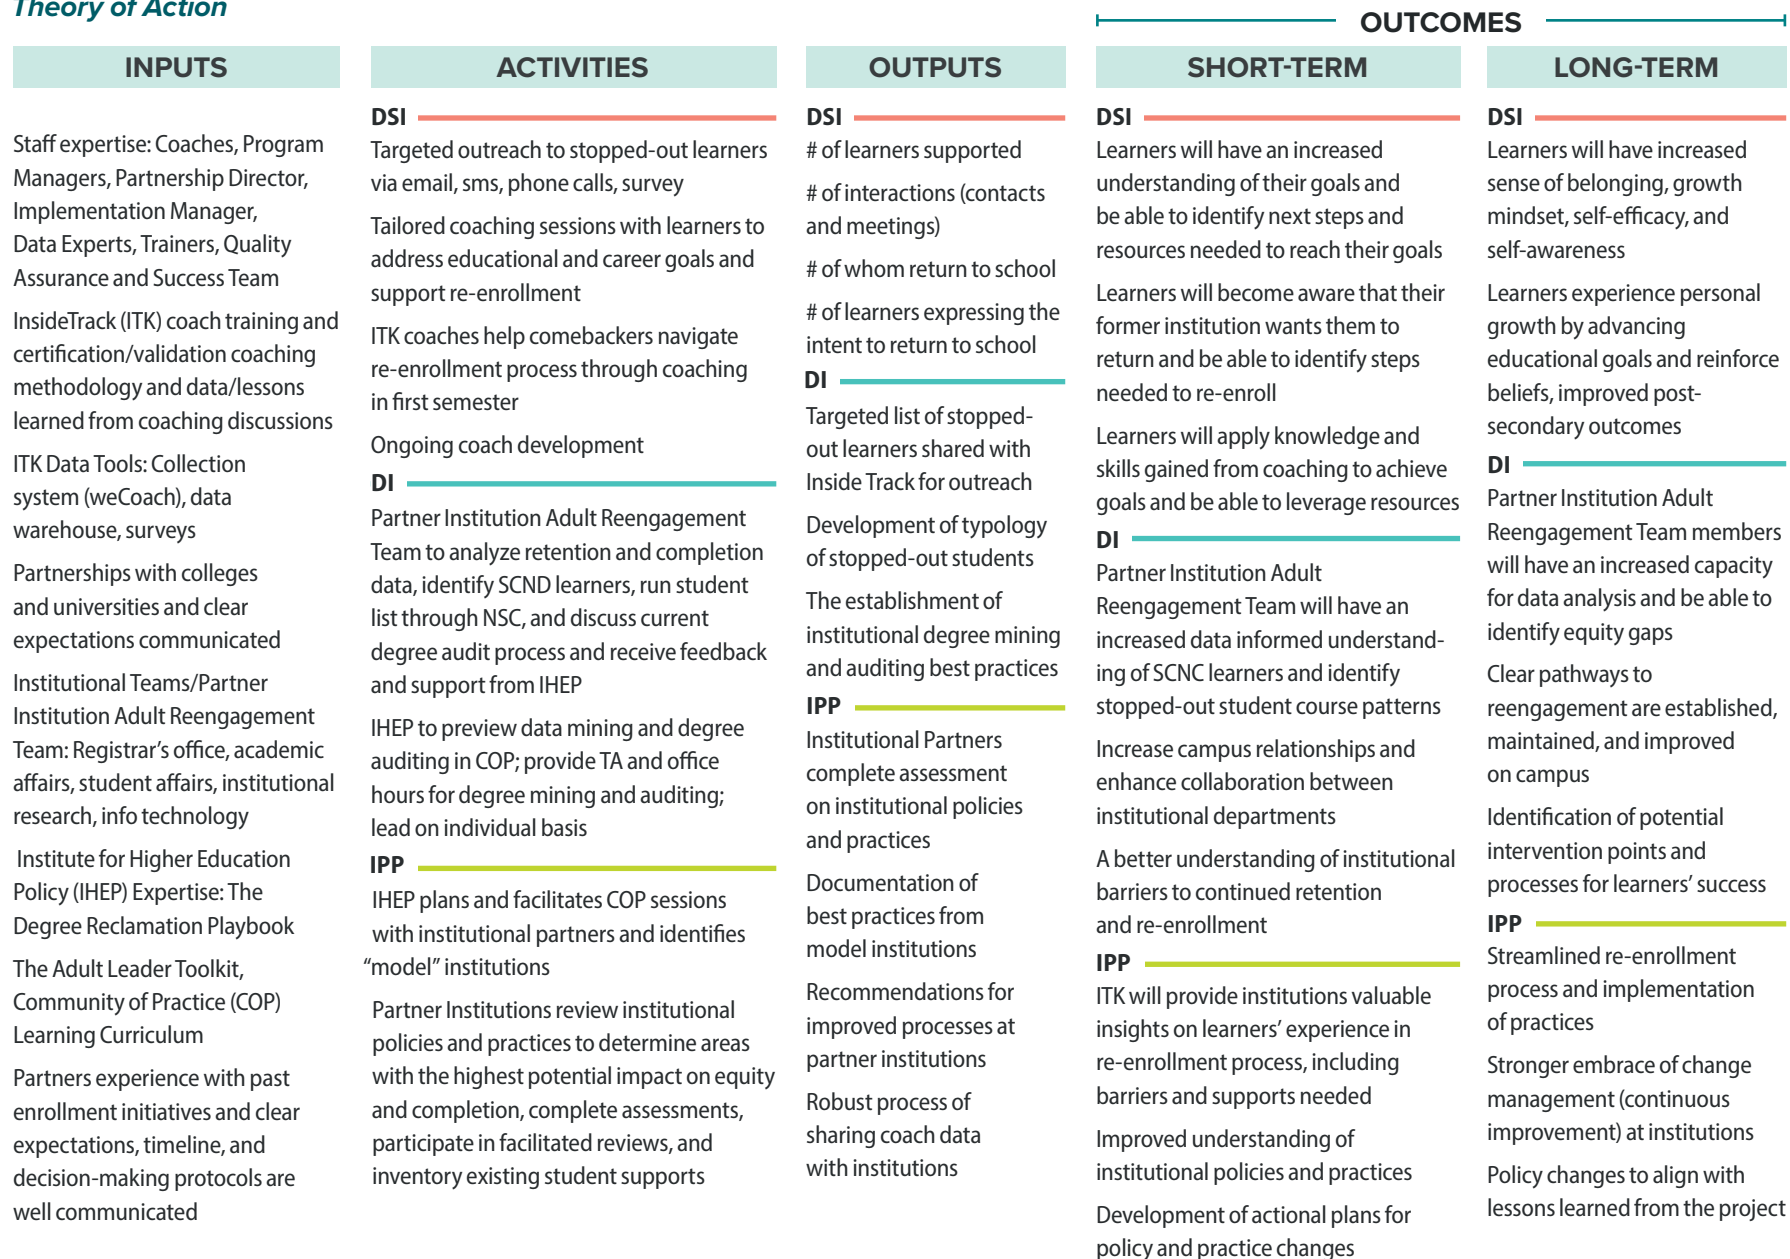 Theory of Action
OUTCOMES
INPUTS
Staff expertise: Coaches, Program
Managers, Partnership Director,
Implementation Manager,
Data Experts, Trainers, Quality
Assurance and Success Team
InsideTrack (ITK) coach training and
certification/validation coaching
methodology and data/lessons
learned from coaching discussions
ITK Data Tools: Collection
system (weCoach), data
warehouse, surveys
Partnerships with colleges
and universities and clear
expectations communicated
Institutional Teams/Partner
Institution Adult Reengagement
Team: Registrar's office, academic
affairs, student affairs, institutional
research, info technology
Institute for Higher Education
Policy (IHEP) Expertise: The
Degree Reclamation Playbook
The Adult Leader Toolkit,
Community of Practice (COP)
Learning Curriculum
Partners experience with past
enrollment initiatives and clear
expectations, timeline, and
decision-making protocols are
well communicated
ACTIVITIES
DSI
Targeted outreach to stopped-out learners
via email, sms, phone calls, survey
Tailored coaching sessions with learners to
address educational and career goals and
support re-enrollment
ITK coaches help comebackers navigate
re-enrollment process through coaching
in first semester
Ongoing coach development
DI
Partner Institution Adult Reengagement
Team to analyze retention and completion
data, identify SCND learners, run student
list through NSC, and discuss current
degree audit process and receive feedback
and support from IHEP
IHEP to preview data mining and degree
auditing in COP; provide TA and office
hours for degree mining and auditing;
lead on individual basis
IPP
IHEP plans and facilitates COP sessions
with institutional partners and identifies
“model” institutions
Partner Institutions review institutional
policies and practices to determine areas
with the highest potential impact on equity
and completion, complete assessments,
participate in facilitated reviews, and
inventory existing student supports
OUTPUTS
DSI
# of learners supported
# of interactions (contacts
and meetings)
# of whom return to school
# of learners expressing the
intent to return to school
DI
Targeted list of stopped-
out learners shared with
Inside Track for outreach
Development of typology
of stopped-out students
The establishment of
institutional degree mining
and auditing best practices
IPP
Institutional Partners
complete assessment
on institutional policies
and practices
Documentation of
best practices from
model institutions
Recommendations for
improved processes at
partner institutions
Robust process of
sharing coach data
with institutions
SHORT-TERM
DSI
Learners will have an increased
understanding of their goals and
be able to identify next steps and
resources needed to reach their goals
Learners will become aware that their
former institution wants them to
return and be able to identify steps
needed to re-enroll
Learners will apply knowledge and
skills gained from coaching to achieve
goals and be able to leverage resources
DI
Partner Institution Adult
Reengagement Team will have an
increased data informed understand-
ing of SCNC learners and identify
stopped-out student course patterns
Increase campus relationships and
enhance collaboration between
institutional departments
A better understanding of institutional
barriers to continued retention
and re-enrollment
IPP
ITK will provide institutions valuable
insights on learners' experience in
re-enrollment process, including
barriers and supports needed
Improved understanding of
institutional policies and practices
Development of actional plans for
policy and practice changes
LONG-TERM
DSI
Learners will have increased
sense of belonging, growth
mindset, self-efficacy, and
self-awareness
Learners experience personal
growth by advancing
educational goals and reinforce
beliefs, improved post-
secondary outcomes
DI
Partner Institution Adult
Reengagement Team members
will have an increased capacity
for data analysis and be able to
identify equity gaps
Clear pathways to
reengagement are established,
maintained, and improved
on campus
Identification of potential
intervention points and
processes for learners' success
IPP
Streamlined re-enrollment
process and implementation
of practices
Stronger embrace of change
management (continuous
improvement) at institutions
Policy changes to align with
lessons learned from the project